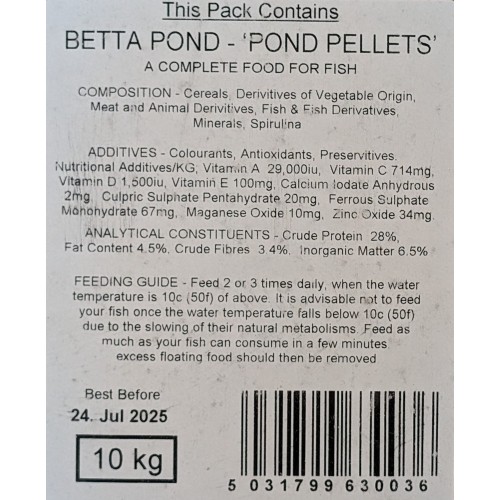 This Pack Contains
BETTA POND - 'POND PELLETS'
A COMPLETE FOOD FOR FISH
COMPOSITION - Cereals, Derivitives of Vegetable Origin,
Meat and Animal Derivitives, Fish & Fish Derivatives,
Minerals, Spirulina
ADDITIVES - Colourants, Antioxidants, Preservitives.
Nutritional Additives/KG, Vitamin A 29,000iu, Vitamin C 714mg,
Vitamin D 1,500iu, Vitamin E 100mg, Calcium Iodate Anhydrous
2mg, Culpric Sulphate Pentahydrate 20mg, Ferrous Sulphate
Monohydrate 67mg, Maganese Oxide 10mg, Zinc Oxide 34mg.
ANALYTICAL CONSTITUENTS - Crude Protein 28%,
Fat Content 4.5%, Crude Fibres 3.4%, Inorganic Matter 6.5%
FEEDING GUIDE - Feed 2 or 3 times daily, when the water
temperature is 10c (50f) of above. It is advisable not to feed
your fish once the water temperature falls below 10c (50f)
due to the slowing of their natural metabolisms. Feed as
much as your fish can consume in a few minutes,
excess floating food should then be removed
Best Before
24. Jul 2025
10 kg
5 031799 630036